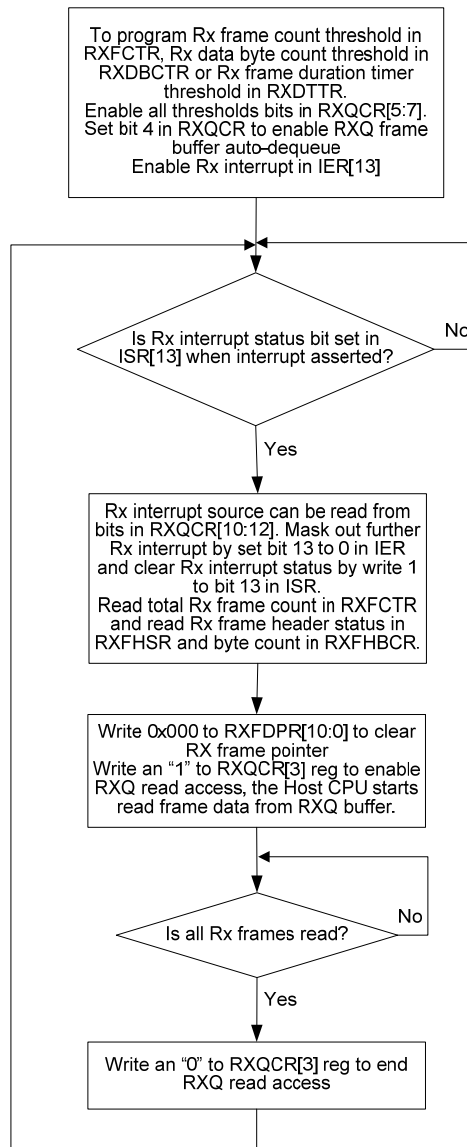 To program Rx frame count threshold in
RXFCTR, Rx data byte count threshold in
RXDBCTR or Rx frame duration timer
threshold in RXDTTR.
Enable all thresholds bits in RXQCR[5:7].
Set bit 4 in RXQCR to enable RXQ frame
buffer auto-dequeue
Enable Rx interrupt in IER[13]
Is Rx interrupt status bit set in
ISR[13] when interrupt asserted?
No
Yes
Rx interrupt source can be read from
bits in RXQCR[10:12]. Mask out further
Rx interrupt by set bit 13 to 0 in IER
and clear Rx interrupt status by write 1
to bit 13 in ISR.
Read total Rx frame count in RXFCTR
and read Rx frame header status in
RXFHSR and byte count in RXFHBCR.
Write 0x000 to RXFDPR[10:0] to clear
RX frame pointer
Write an “1” to RXQCR[3] reg to enable
RXQ read access, the Host CPU starts
read frame data from RXQ buffer.
Is all Rx frames read?
No
Yes
Write an “0” to RXQCR[3] reg to end
RXQ read access